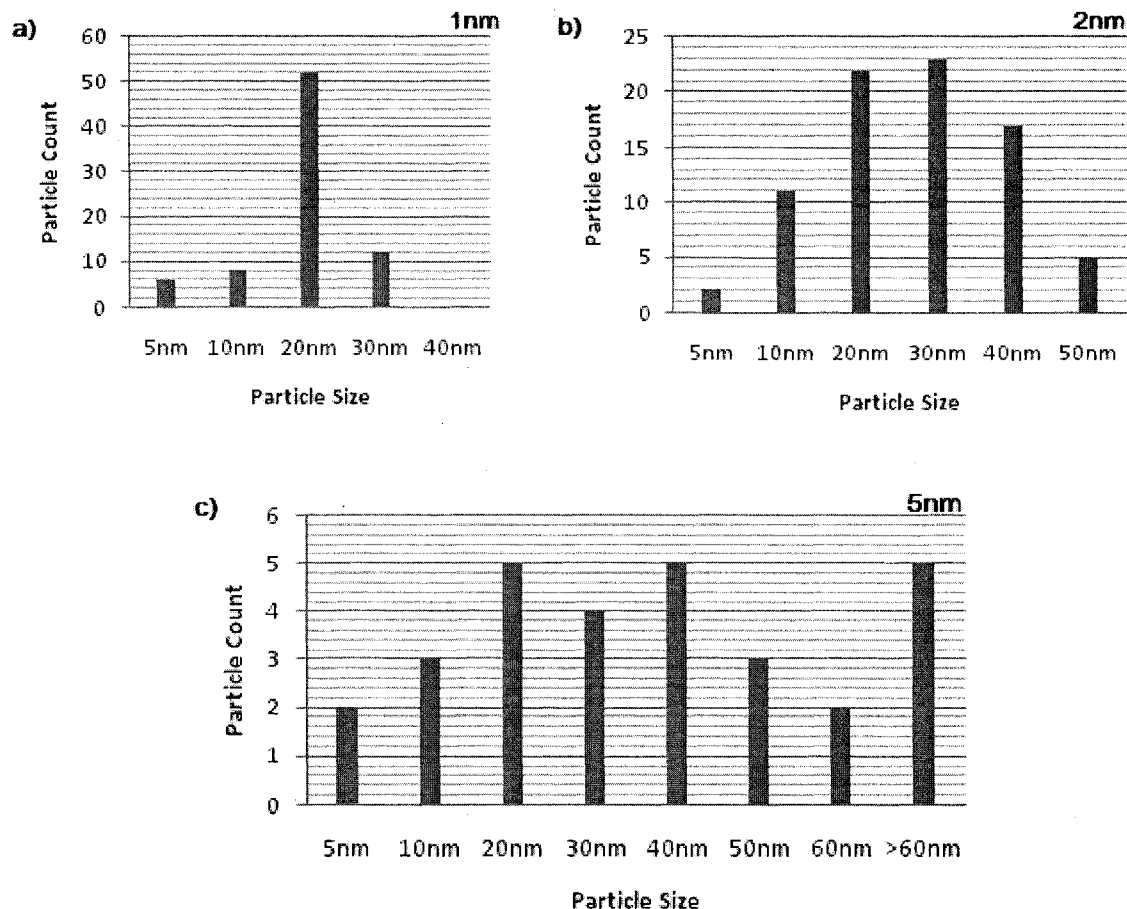 a)
1nm
60
50
40
30
20
10
0
Particle Count
5nm 10nm 20nm 30nm 40nm
Particle Size
b)
2nm
25
20
15
10
5
0
Particle Count
5nm 10nm 20nm 30nm 40nm 50nm
Particle Size
c)
5nm
6
5
4
3
2
1
0
Particle Count
5nm 10nm 20nm 30nm 40nm 50nm 60nm >60nm
Particle Size